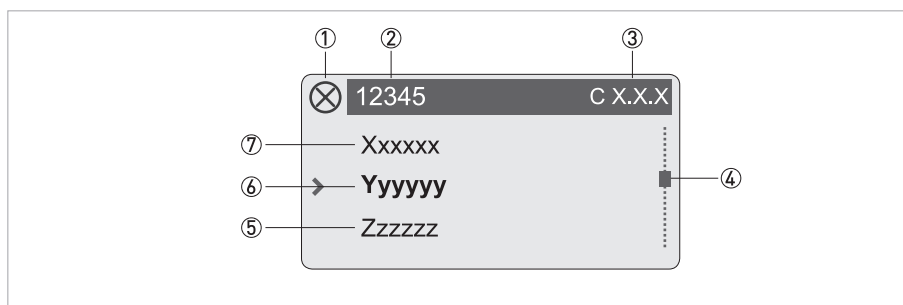 ① ② ③
12345 C X.X.X
⑦ Xxxxxx
⑥ Yyyyyy ④
⑤ Zzzzzz